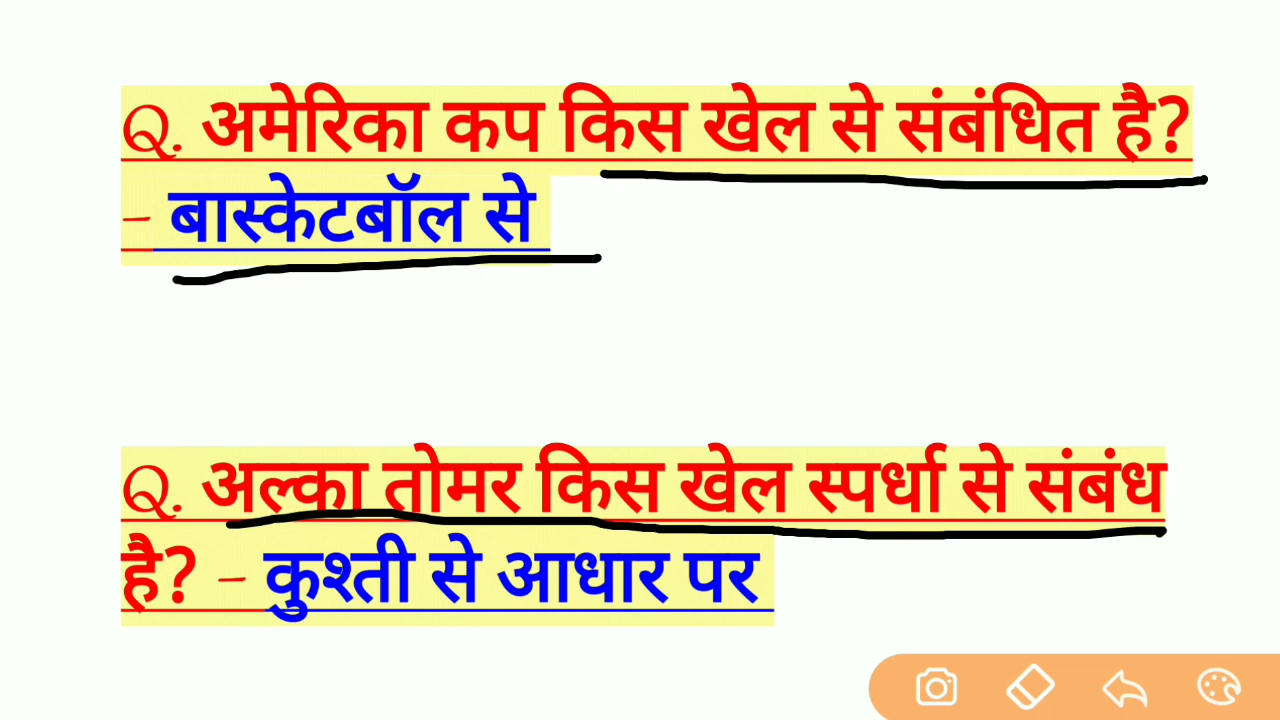 Q. अमेरिका कप किस खेल से संबंधित है?
- बास्केटबॉल से
Q. अल्का तोमर किस खेल स्पर्धा से संबंध
है? - कुश्ती से आधार पर